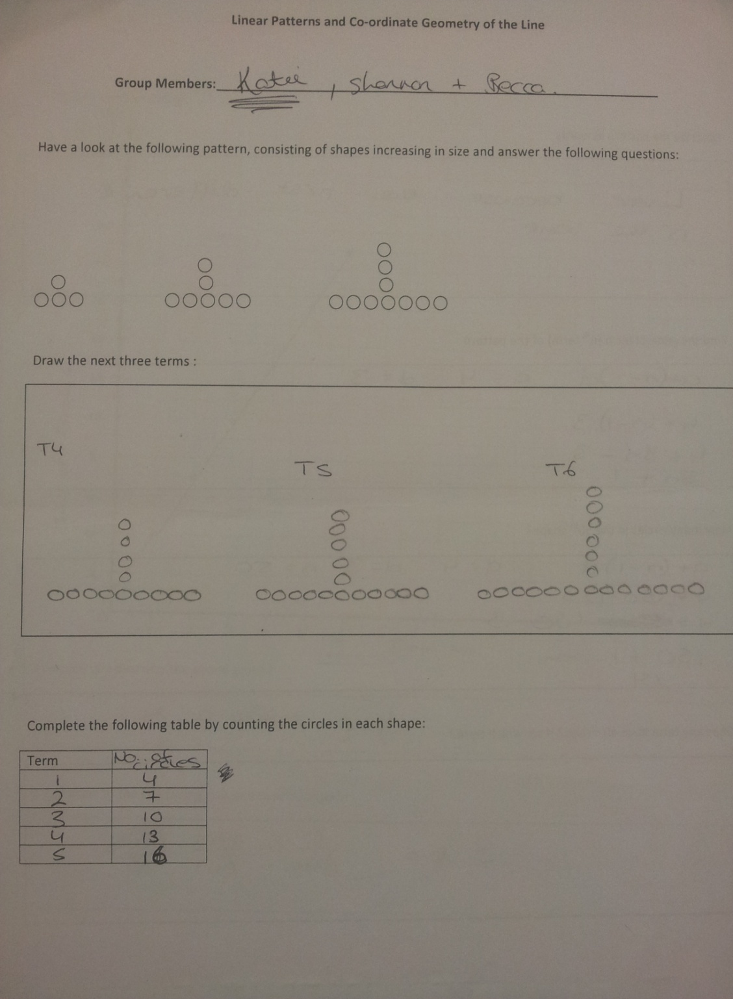 Linear Patterns and Co-ordinate Geometry of the Line
Group Members: Katie, Shannon + Becca.
Have a look at the following pattern, consisting of shapes increasing in size and answer the following questions:
Draw the next three terms :
T4
T5
T6
Complete the following table by counting the circles in each shape:
Term No. of circles
1 4
2 7
3 10
4 13
5 16